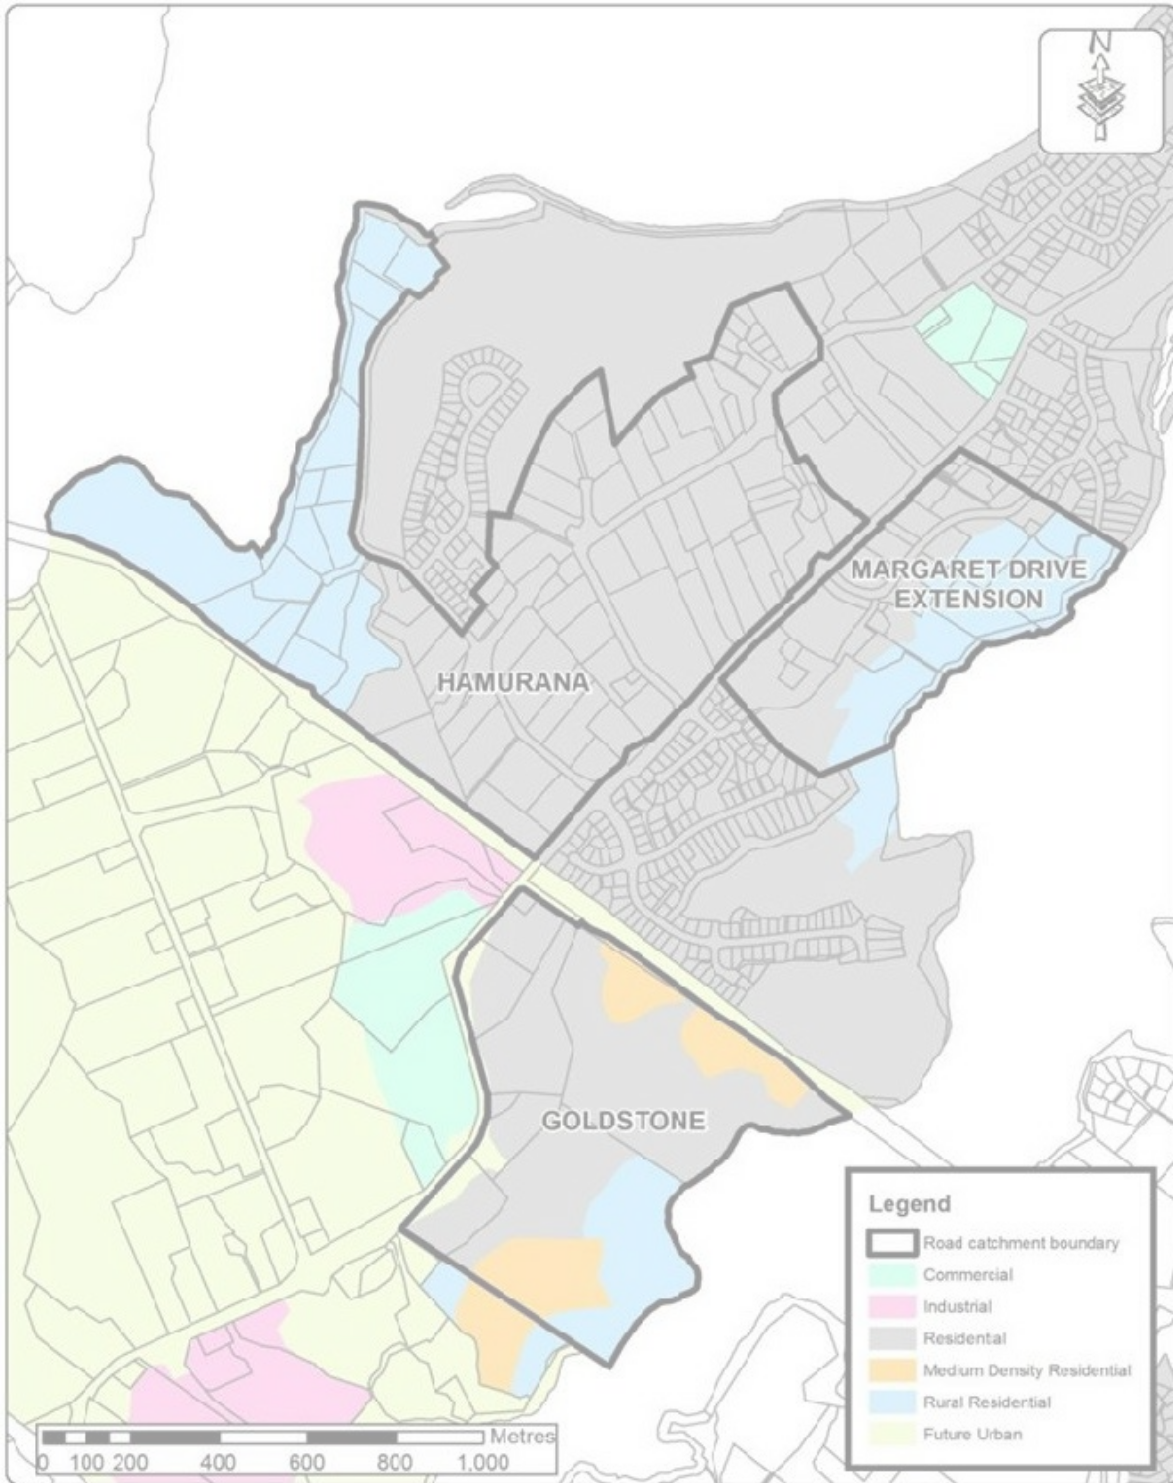 N
MARGARET DRIVE
EXTENSION
HAMURANA
GOLDSTONE
Legend
Road catchment boundary
Commercial
Industrial
Residential
Medium Density Residential
Rural Residential
Future Urban
Metres
0 100 200 400 600 800 1,000